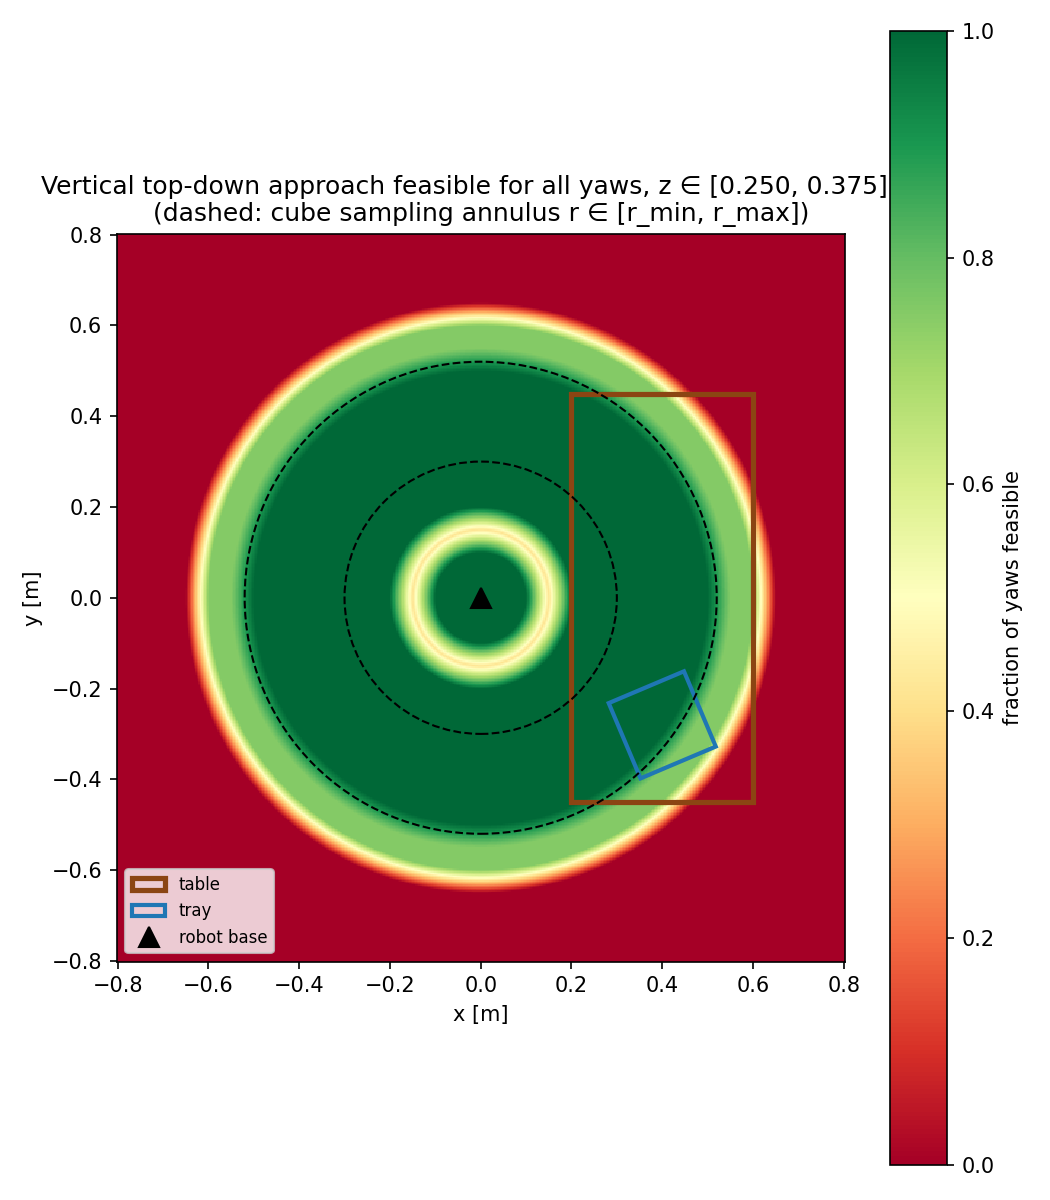 Vertical top-down approach feasible for all yaws, z ∈ [0.250, 0.375]
(dashed: cube sampling annulus r ∈ [r_min, r_max])
0.8
0.6
0.4
0.2
0.0
−0.2
−0.4
−0.6
−0.8
y [m]
−0.8 −0.6 −0.4 −0.2 0.0 0.2 0.4 0.6 0.8
x [m]
table
tray
robot base
1.0
0.8
0.6
0.4
0.2
0.0
fraction of yaws feasible